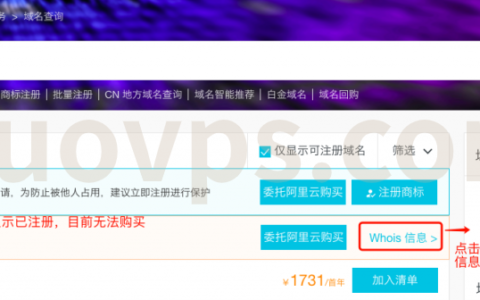 务 > 域名查询
商标注册 | 批量注册 | CN 地方域名查询 | 域名智能推荐 | 白金域名 | 域名回购
uovps.com
仅显示可注册域名 筛选
请，为防止被他人占用，建议立即注册进行保护 委托阿里云购买 注册商标
示已注册，目前无法购买
委托阿里云购买 Whois 信息 >
点击
信息
¥1731/首年 加入清单